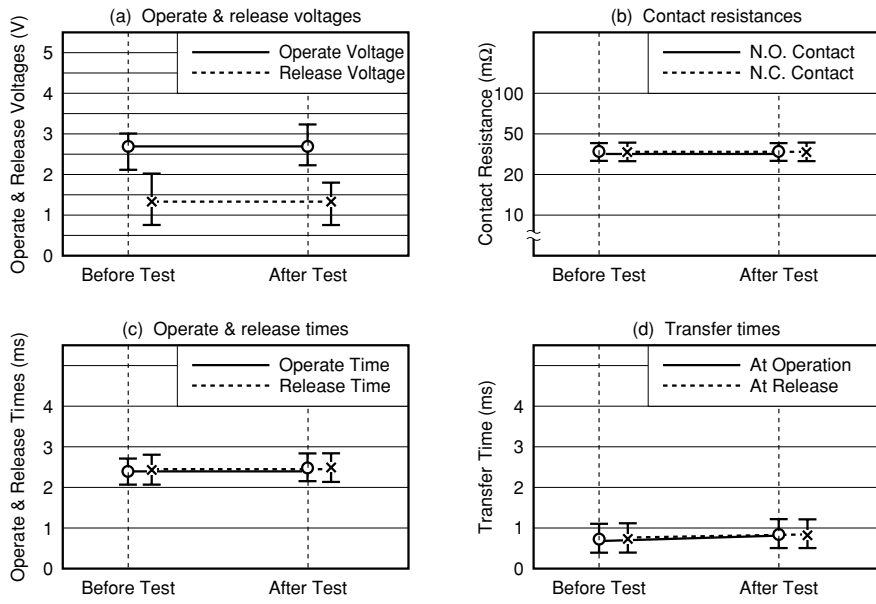 (a) Operate & release voltages
Operate & Release Voltages (V)
5
4
3
2
1
0
Operate Voltage
Release Voltage
Before Test
After Test
(b) Contact resistances
Contact Resistance (mΩ)
100
50
20
10
N.O. Contact
N.C. Contact
Before Test
After Test
(c) Operate & release times
Operate & Release Times (ms)
4
3
2
1
0
Operate Time
Release Time
Before Test
After Test
(d) Transfer times
Transfer Time (ms)
4
3
2
1
0
At Operation
At Release
Before Test
After Test